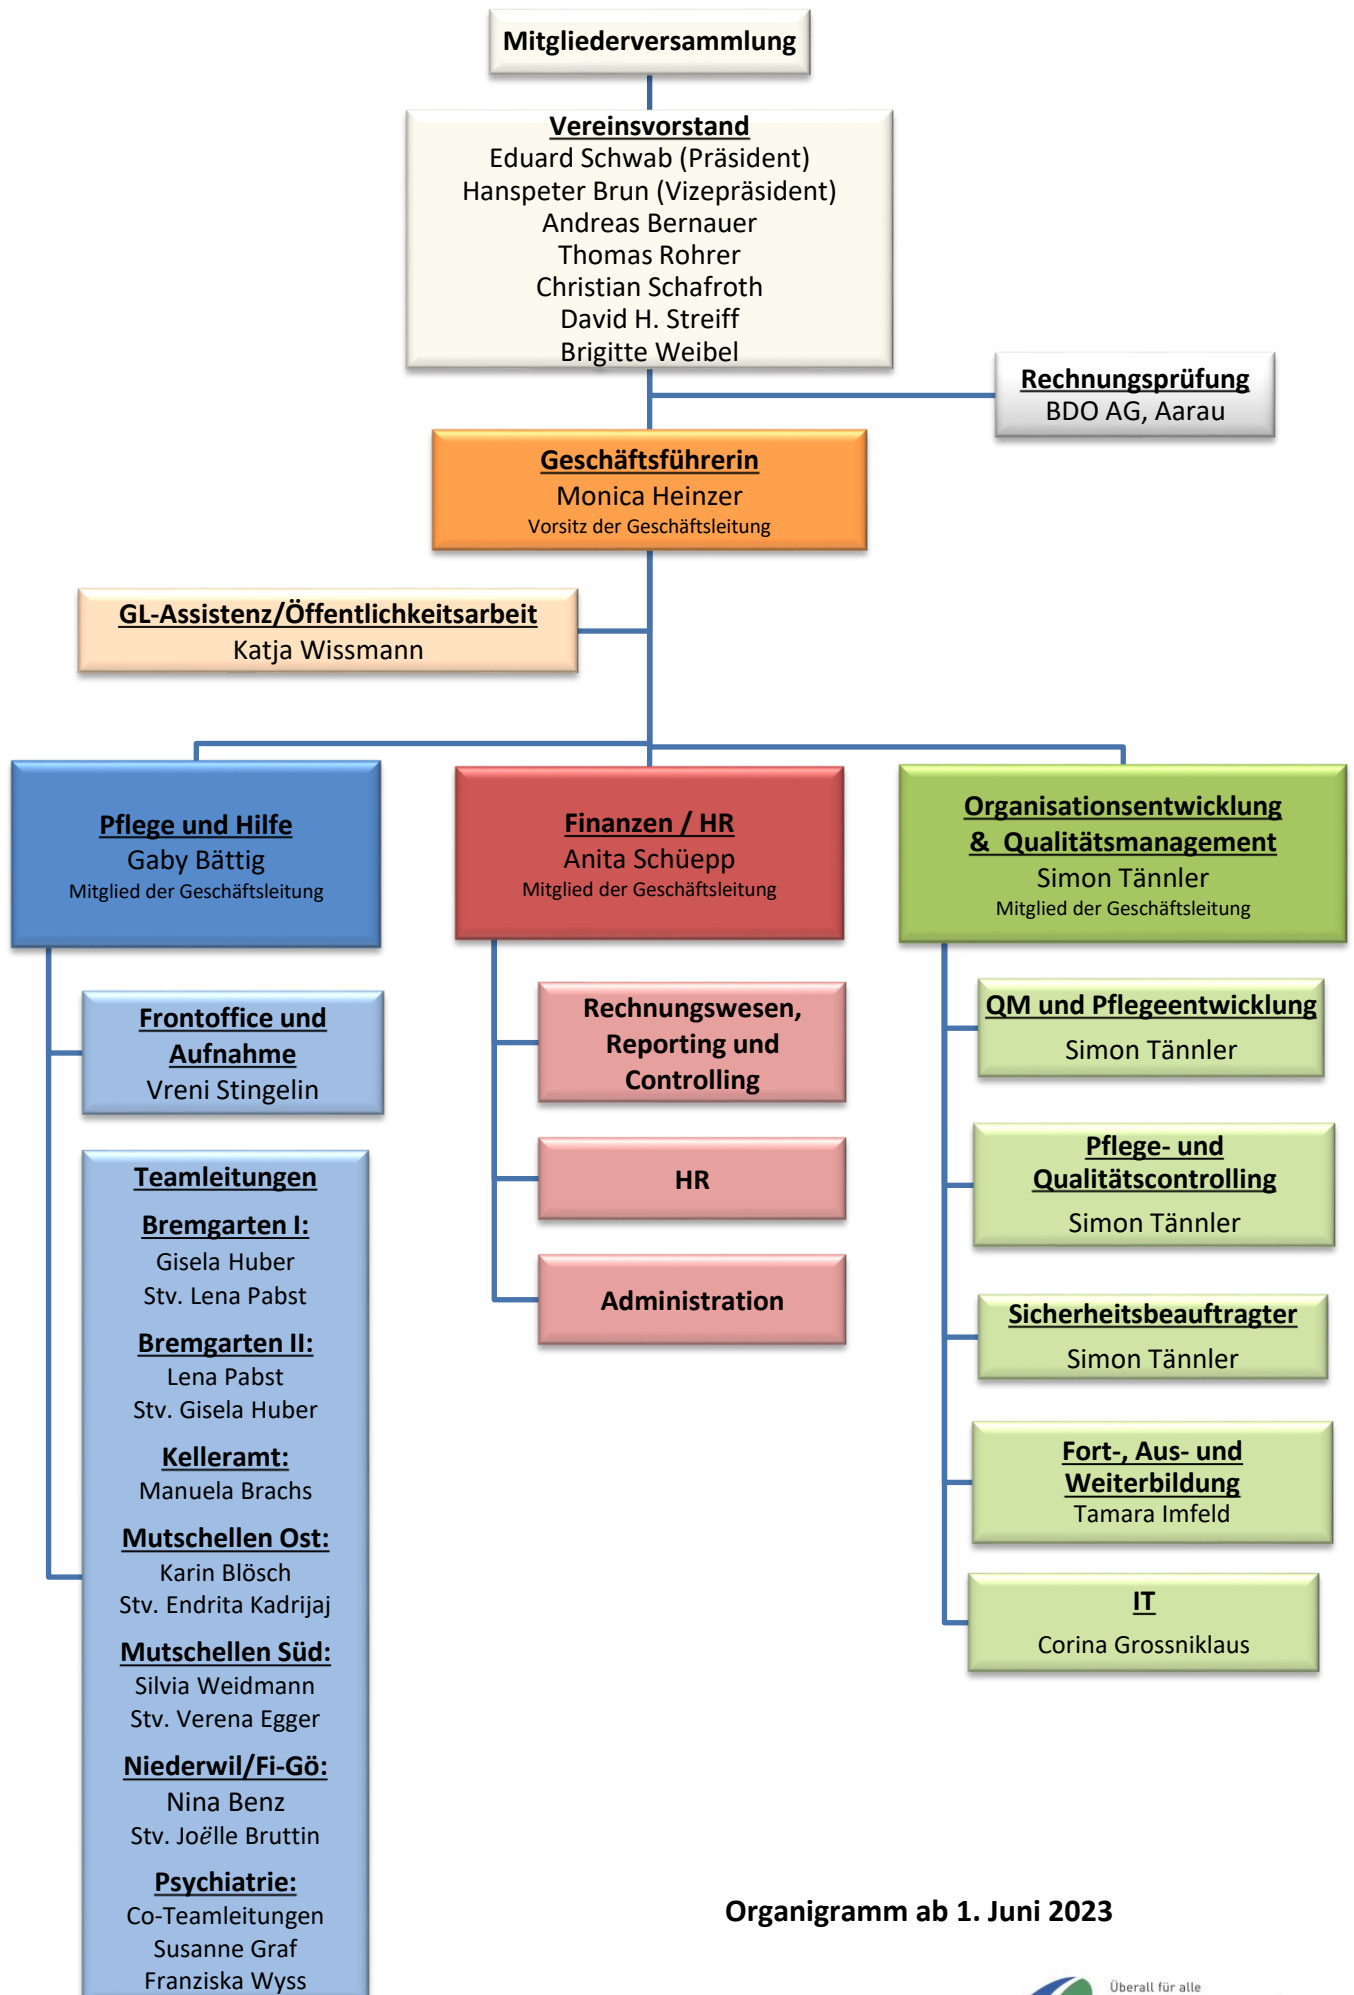 Mitgliederversammlung
Vereinsvorstand
Eduard Schwab (Präsident)
Hanspeter Brun (Vizepräsident)
Andreas Bernauer
Thomas Rohrer
Christian Schafroth
David H. Streiff
Brigitte Weibel
Rechnungsprüfung
BDO AG, Aarau
Geschäftsführerin
Monica Heinzer
Vorsitz der Geschäftsleitung
GL-Assistenz/Öffentlichkeitsarbeit
Katja Wissmann
Pflege und Hilfe
Gaby Bättig
Mitglied der Geschäftsleitung
Frontoffice und
Aufnahme
Vreni Stingelin
Teamleitungen
Bremgarten I:
Gisela Huber
Stv. Lena Pabst
Bremgarten II:
Lena Pabst
Stv. Gisela Huber
Kelleramt:
Manuela Brachs
Mutschellen Ost:
Karin Blösch
Stv. Endrita Kadrijaj
Mutschellen Süd:
Silvia Weidmann
Stv. Verena Egger
Niederwil/Fi-Gö:
Nina Benz
Stv. Joëlle Bruttin
Psychiatrie:
Co-Teamleitungen
Susanne Graf
Franziska Wyss
Finanzen / HR
Anita Schüepp
Mitglied der Geschäftsleitung
Rechnungswesen,
Reporting und
Controlling
HR
Administration
Organisationsentwicklung
& Qualitätsmanagement
Simon Tännler
Mitglied der Geschäftsleitung
QM und Pflegeentwicklung
Simon Tännler
Pflege- und
Qualitätscontrolling
Simon Tännler
Sicherheitsbeauftragter
Simon Tännler
Fort-, Aus- und
Weiterbildung
Tamara Imfeld
IT
Corina Grossniklaus
Organigramm ab 1. Juni 2023
Überall für alle